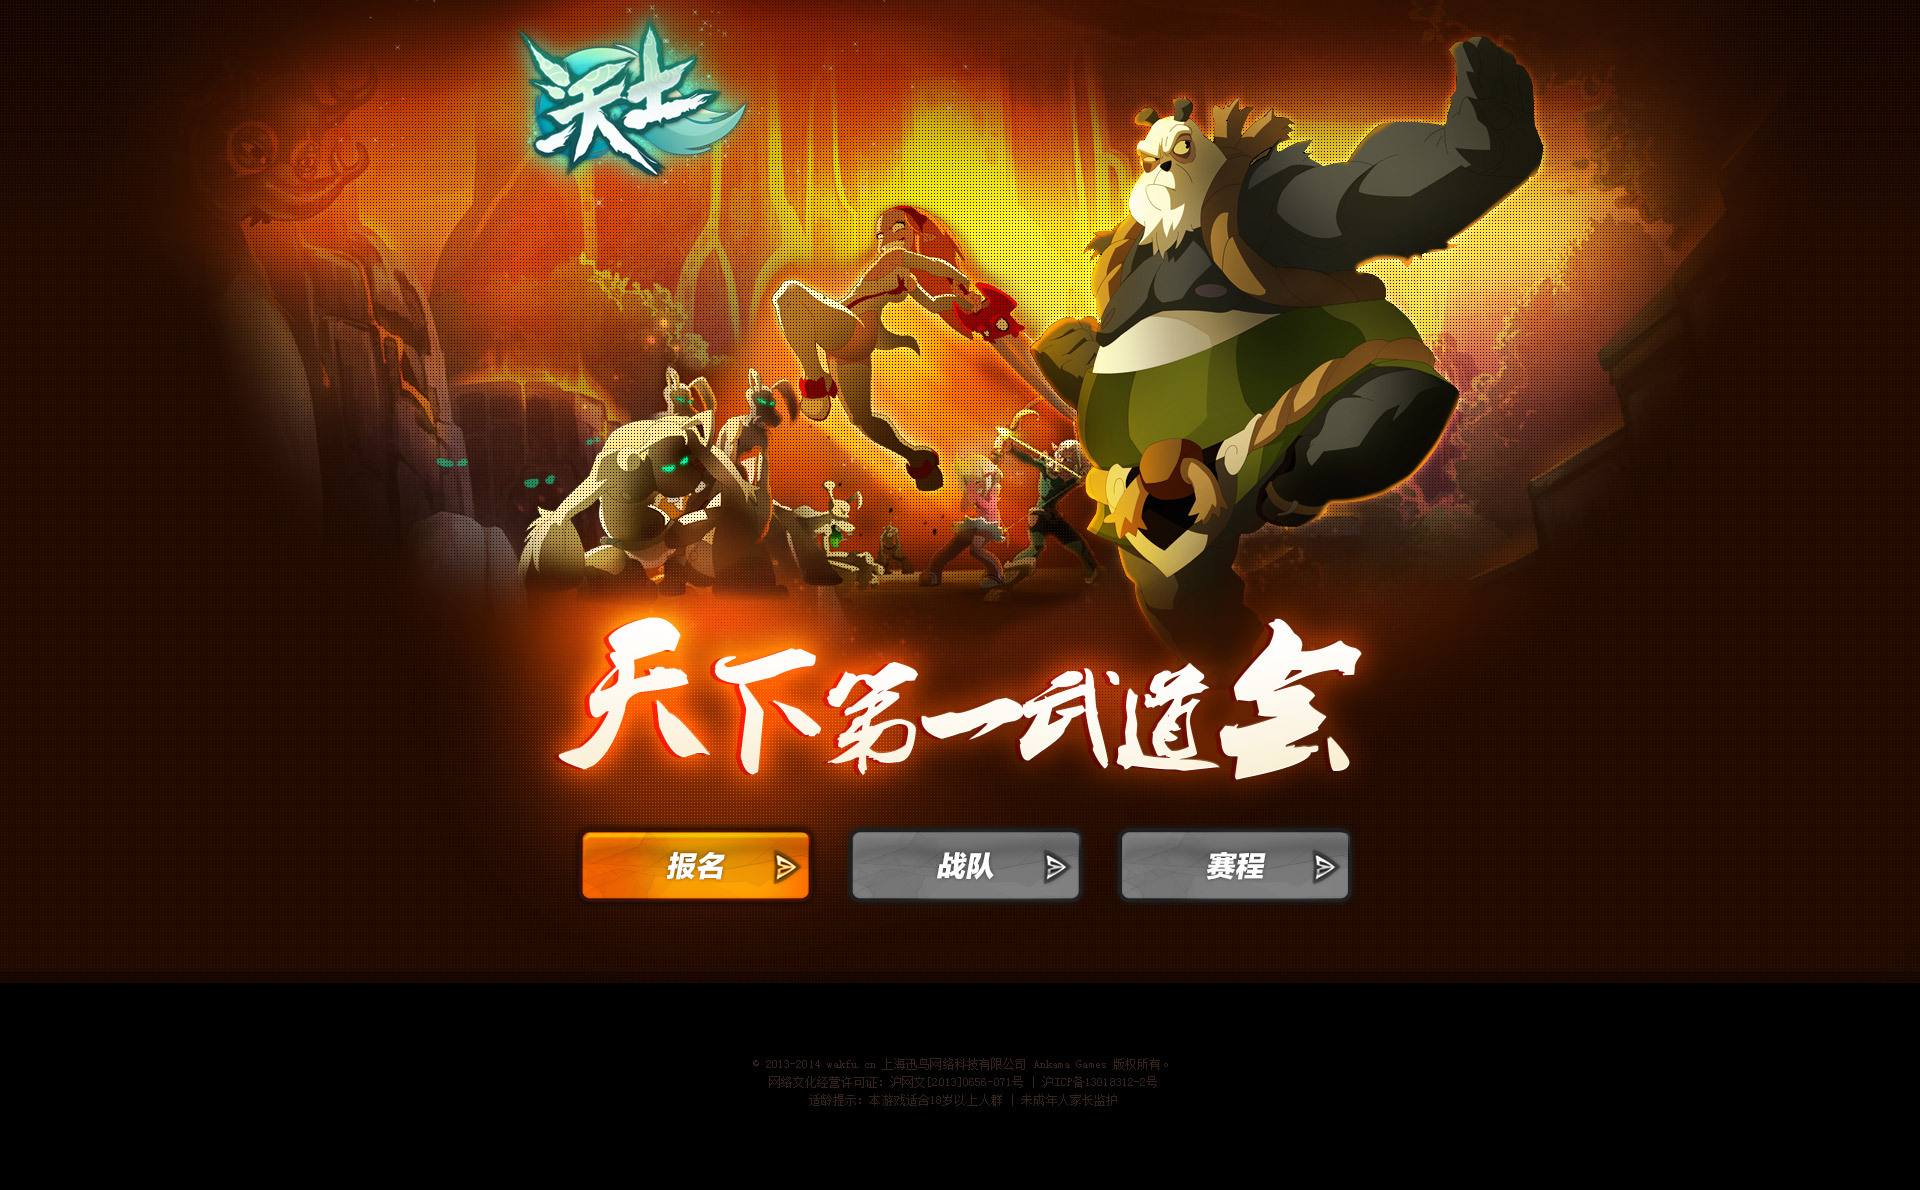 沃土
天下第一武道会
报名
战队
赛程
© 2013-2014 wakfu.cn 上海迅鸟网络科技有限公司 Ankama Games 版权所有。
网络文化经营许可证：沪网文[2013]0656-071号 | 沪ICP备13018312-2号
适龄提示：本游戏适合18岁以上人群 | 未成年人家长监护